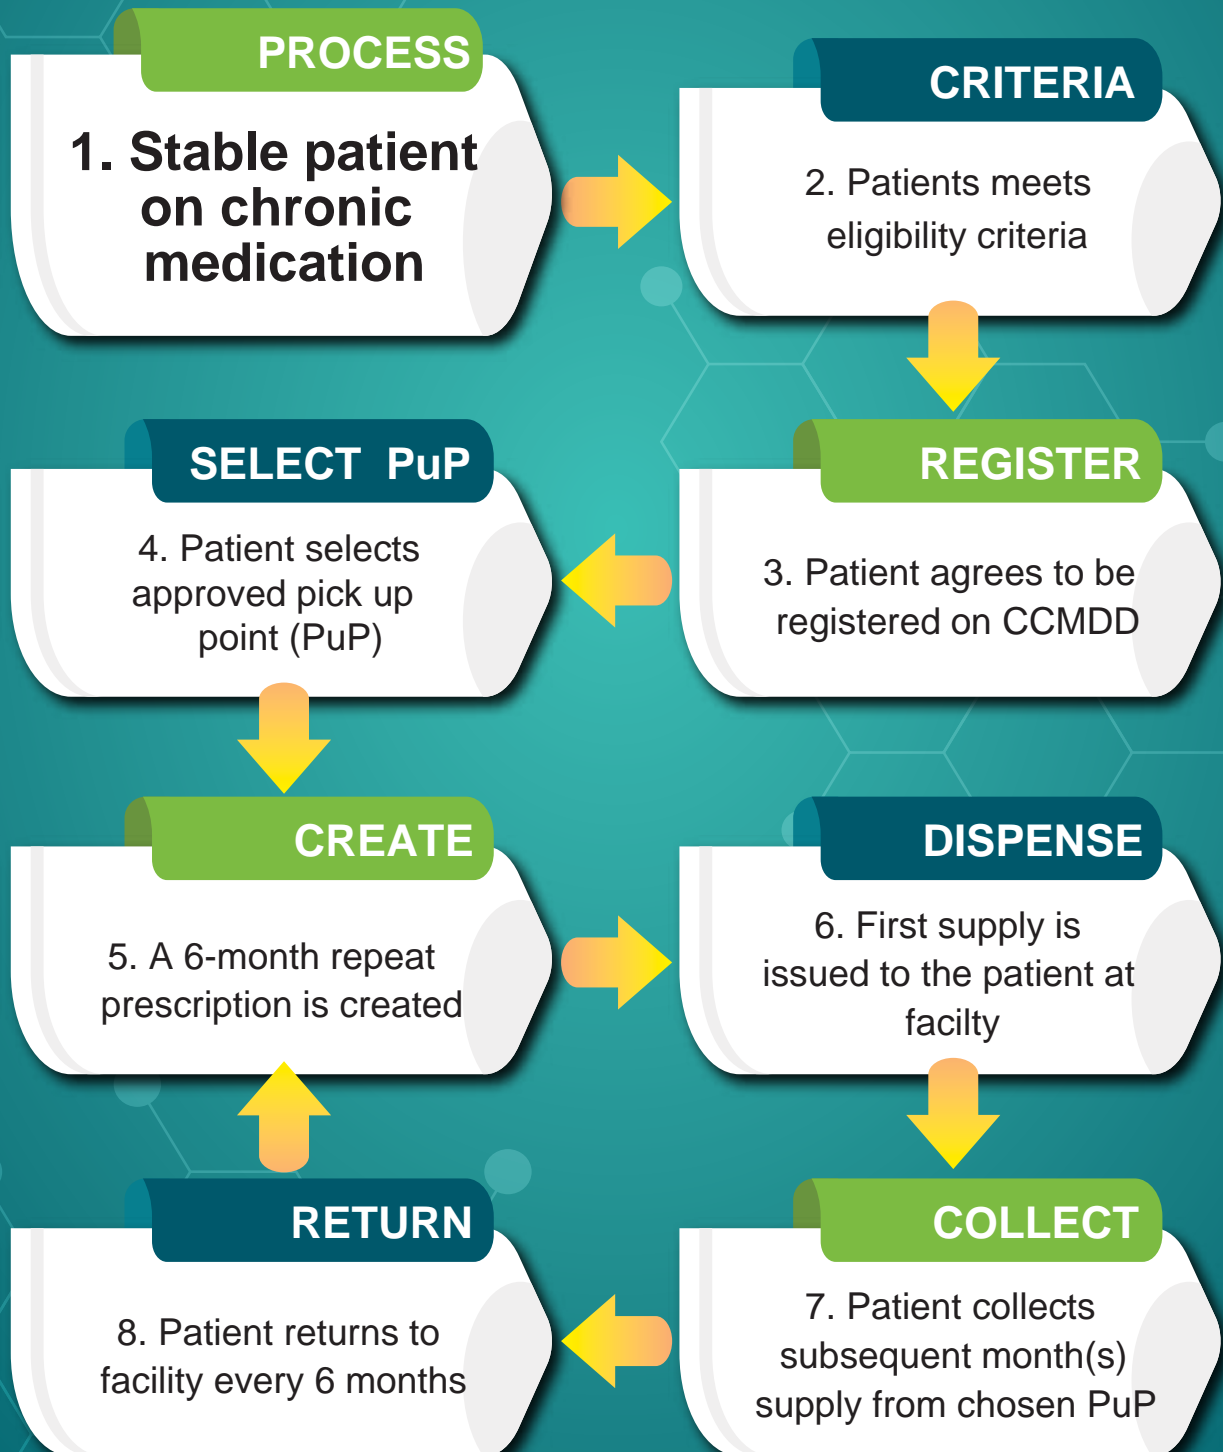 PROCESS
1. Stable patient
on chronic
medication
CRITERIA
2. Patients meets
eligibility criteria
REGISTER
3. Patient agrees to be
registered on CCMDD
SELECT PuP
4. Patient selects
approved pick up
point (PuP)
CREATE
5. A 6-month repeat
prescription is created
DISPENSE
6. First supply is
issued to the patient at
facilty
COLLECT
7. Patient collects
subsequent month(s)
supply from chosen PuP
RETURN
8. Patient returns to
facility every 6 months